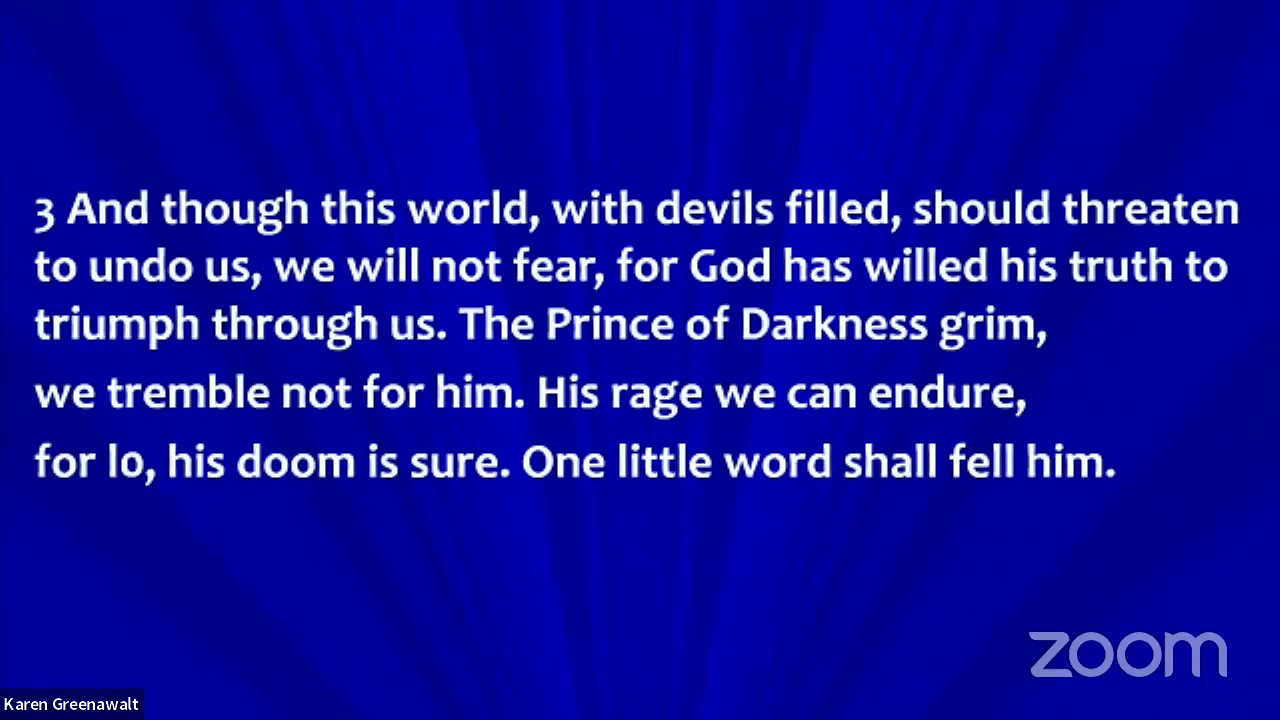 3 And though this world, with devils filled, should threaten
to undo us, we will not fear, for God has willed his truth to
triumph through us. The Prince of Darkness grim,
we tremble not for him. His rage we can endure,
for l0, his doom is sure. One little word shall fell him.
zoom
Karen Greenawalt